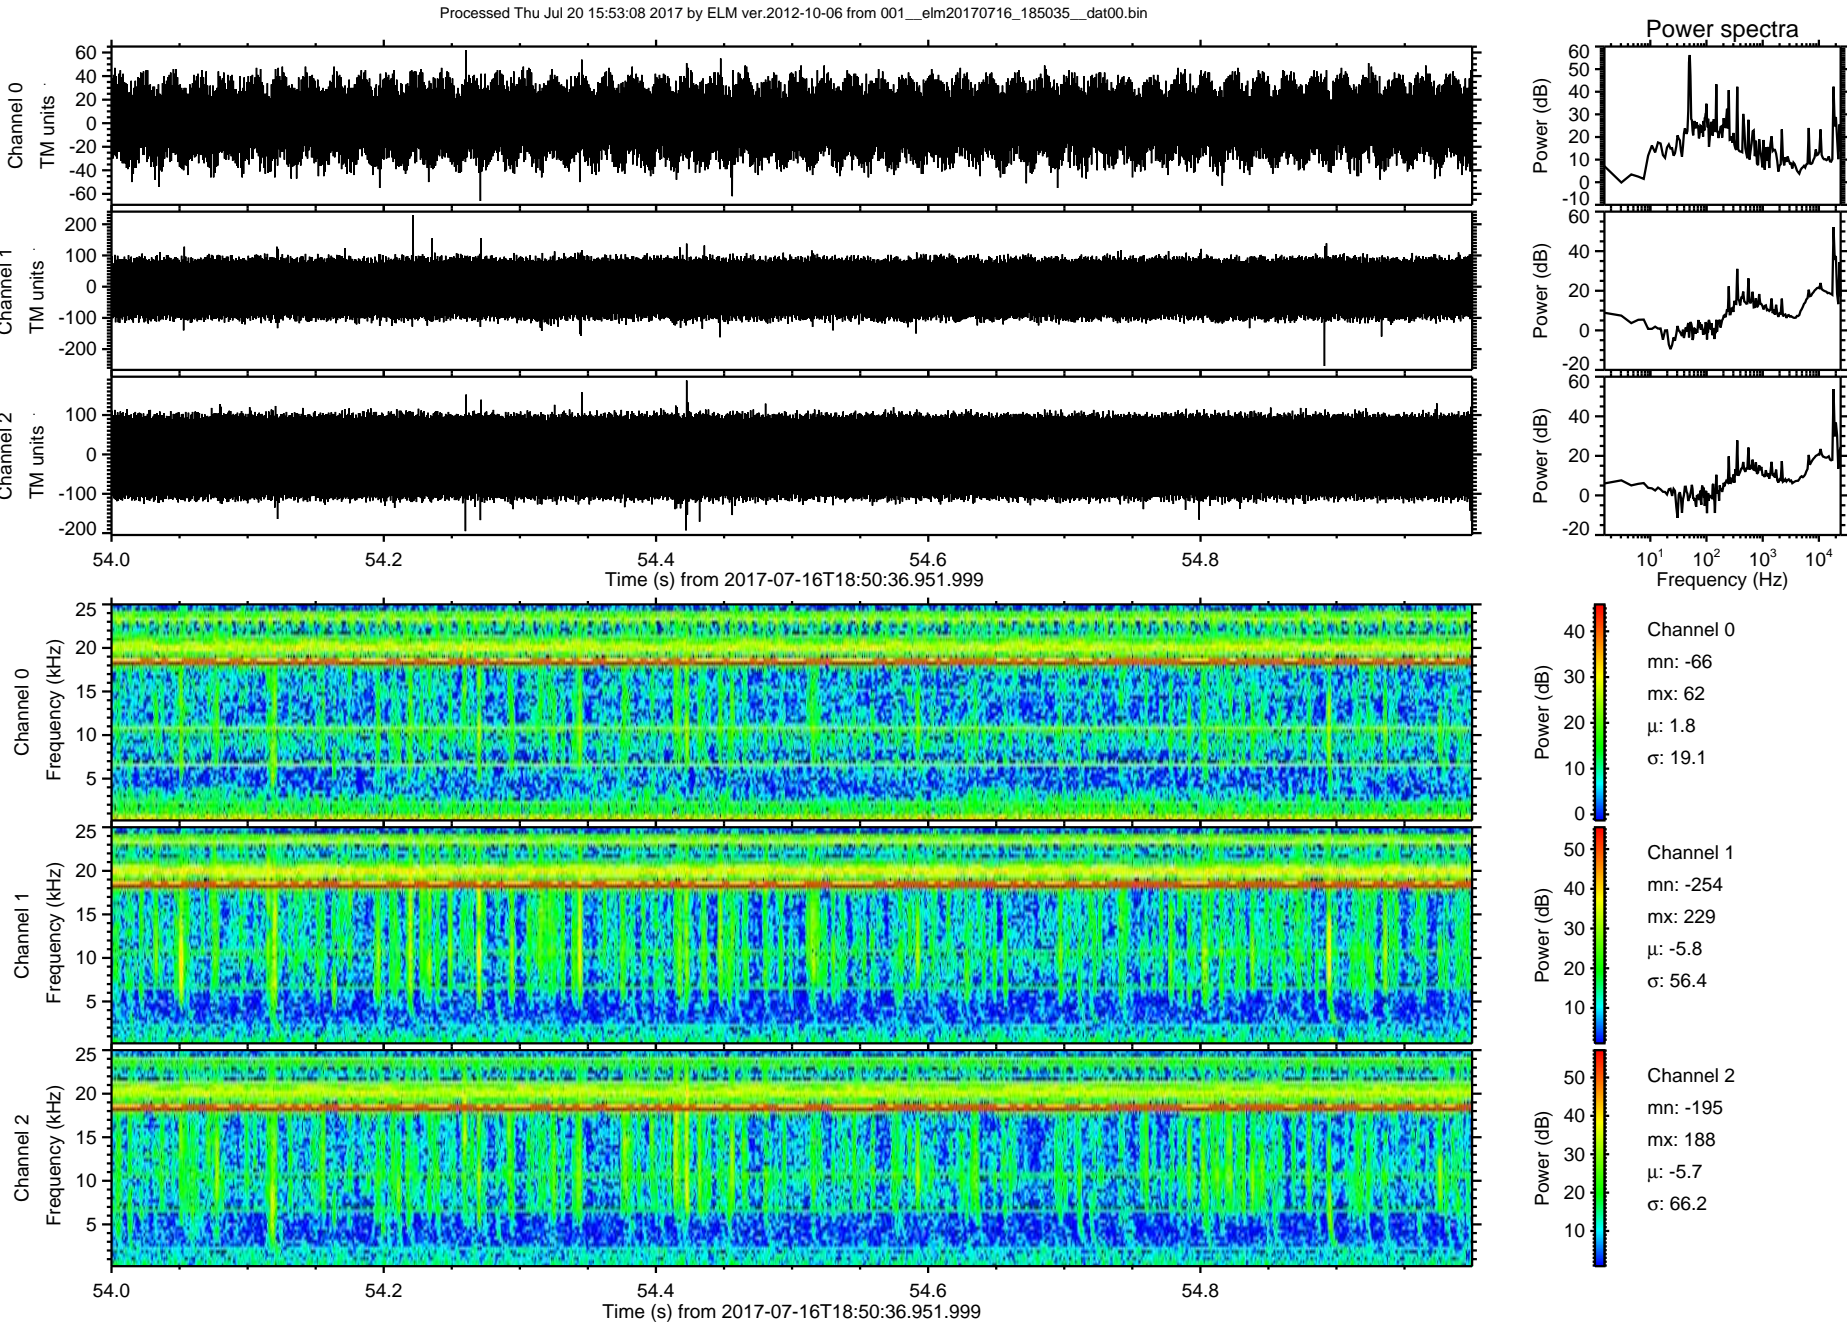 Processed Thu Jul 20 15:53:08 2017 by ELM ver.2012-10-06 from 001__elm20170716_185035__dat00.bin
Power spectra
Channel 0
TM units
60
40
20
0
-20
-40
-60
Power (dB)
60
50
40
30
20
10
0
-10
Channel 1
TM units
200
100
0
-100
-200
Power (dB)
60
40
20
0
-20
Channel 2
TM units
100
0
-100
-200
Power (dB)
60
40
20
0
-20
54.0 54.2 54.4 54.6 54.8
Time (s) from 2017-07-16T18:50:36.951.999
10¹ 10² 10³ 10⁴
Frequency (Hz)
Channel 0
Frequency (kHz)
25
20
15
10
5
Power (dB)
40
30
20
10
0
Channel 0
mn: -66
mx: 62
μ: 1.8
σ: 19.1
Channel 1
Frequency (kHz)
25
20
15
10
5
Power (dB)
50
40
30
20
10
Channel 1
mn: -254
mx: 229
μ: -5.8
σ: 56.4
Channel 2
Frequency (kHz)
25
20
15
10
5
Power (dB)
50
40
30
20
10
Channel 2
mn: -195
mx: 188
μ: -5.7
σ: 66.2
54.0 54.2 54.4 54.6 54.8
Time (s) from 2017-07-16T18:50:36.951.999